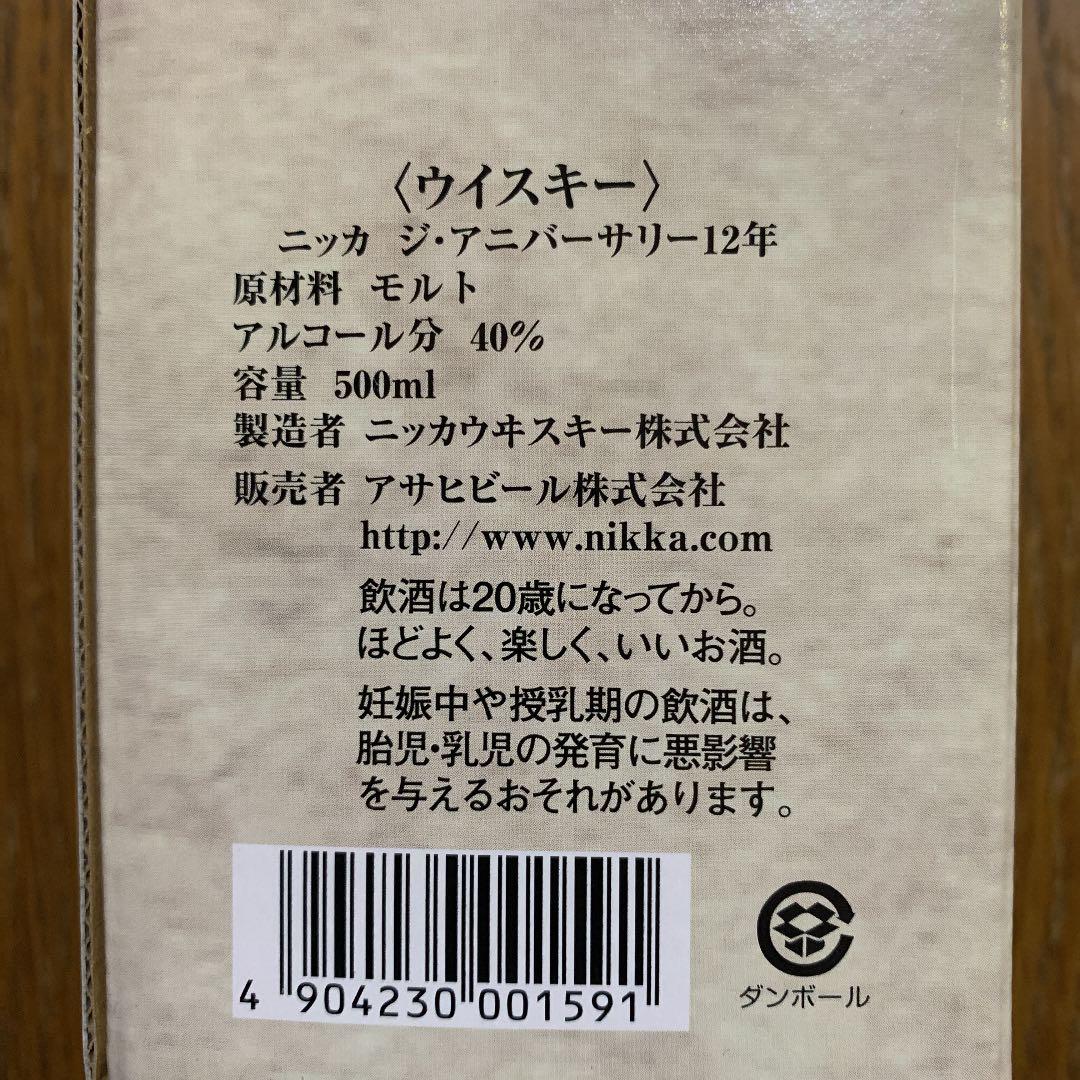 〈ウイスキー〉
ニッカ ジ・アニバーサリー12年
原材料 モルト
アルコール分 40%
容量 500ml
製造者 ニッカウヰスキー株式会社
販売者 アサヒビール株式会社
http://www.nikka.com
飲酒は20歳になってから。
ほどよく、楽しく、いいお酒。
妊娠中や授乳期の飲酒は、
胎児・乳児の発育に悪影響
を与えるおそれがあります。
4 904230 001591
ダンボール